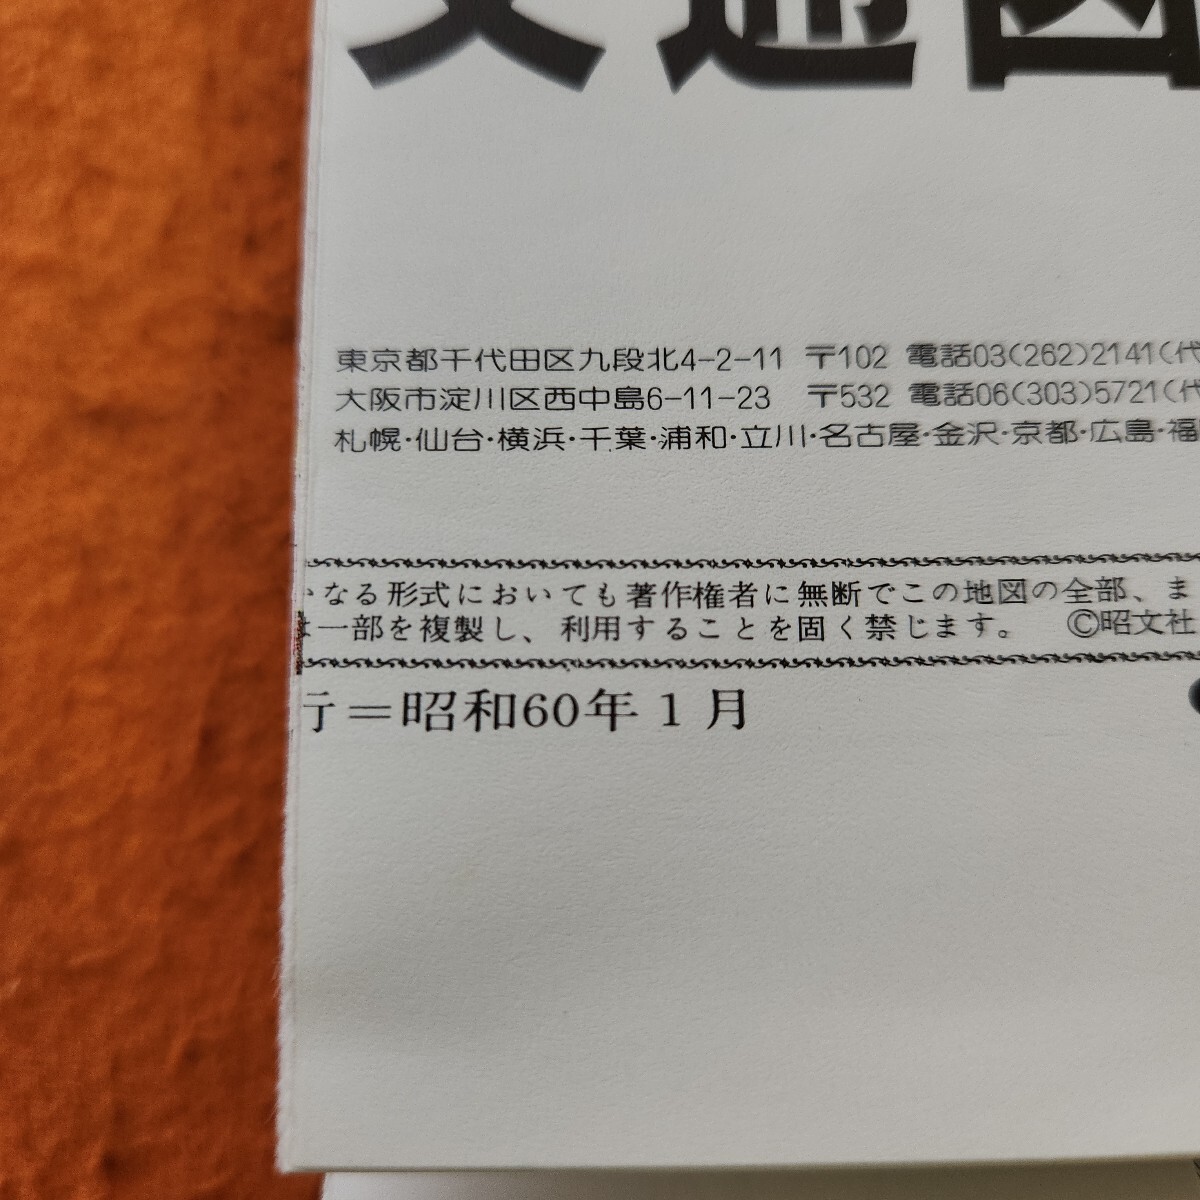 交通図
東京都千代田区九段北4-2-11 〒102 電話03(262)2141(代
大阪市淀川区西中島6-11-23 〒532 電話06(303)5721(代
札幌・仙台・横浜・千葉・浦和・立川・名古屋・金沢・京都・広島・福
なる形式においても著作権者に無断でこの地図の全部、ま
は一部を複製し、利用することを固く禁じます。 ©昭文社
行＝昭和60年1月